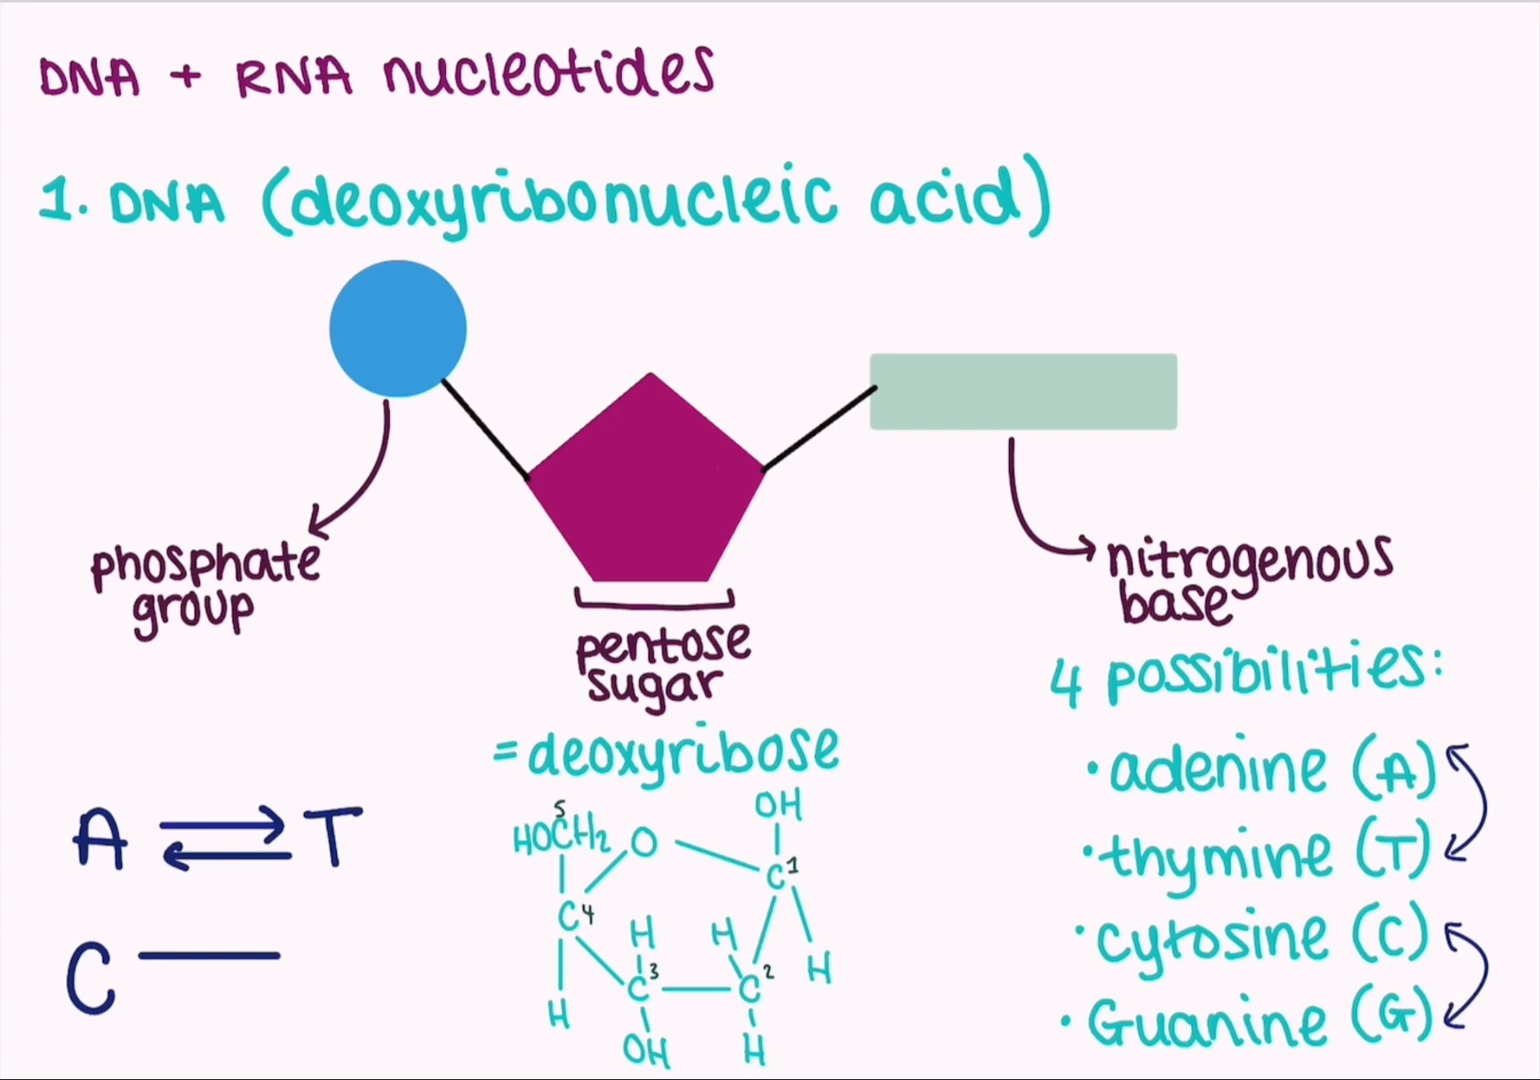 DNA + RNA nucleotides
1. DNA (deoxyribonucleic acid)
phosphate
group
pentose
sugar
= deoxyribose
nitrogenous
base
4 possibilities:
• adenine (A)
• thymine (T)
• cytosine (C)
• Guanine (G)
A ⇄ T
C —
5
HOCH2
O
OH
C1
C4
H
H
H
C3
C2
H
OH
H